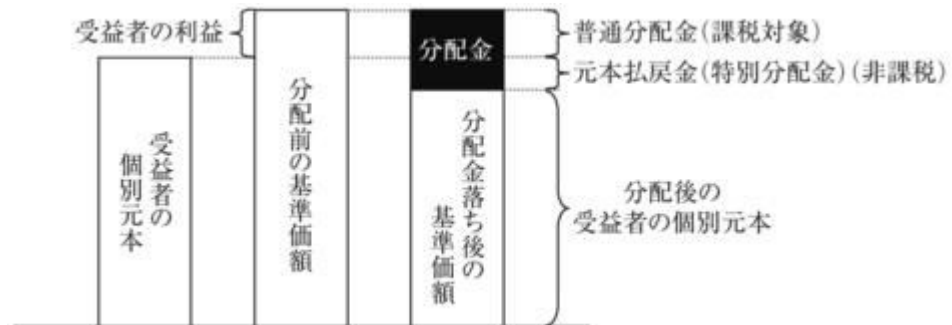 受益者の利益
受益者の
個別元本
分配前の基準価額
分配金
分配金落ち後の
基準価額
普通分配金(課税対象)
元本払戻金(特別分配金)(非課税)
分配後の
受益者の個別元本